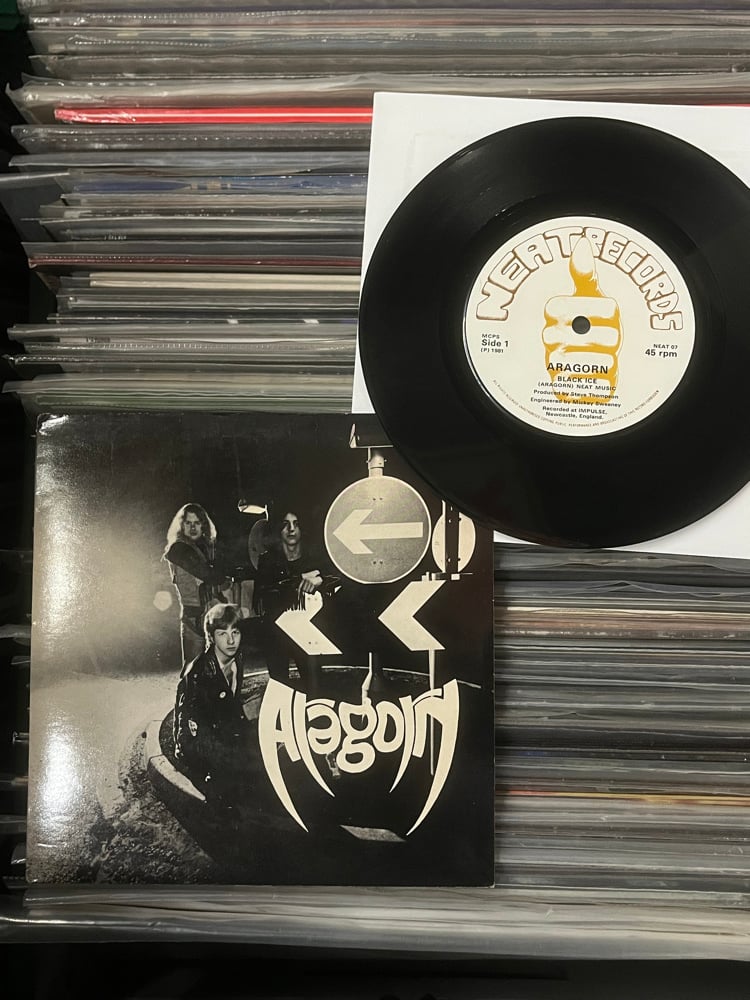 NEAT RECORDS
MCPS
Side 1
(P) 1981
NEAT 07
45 rpm
ARAGORN
BLACK ICE
(ARAGORN) NEAT MUSIC
Produced by Steve Thompson
Engineered by Mickey Sweeney
Recorded at IMPULSE,
Newcastle, England.
Aragorn